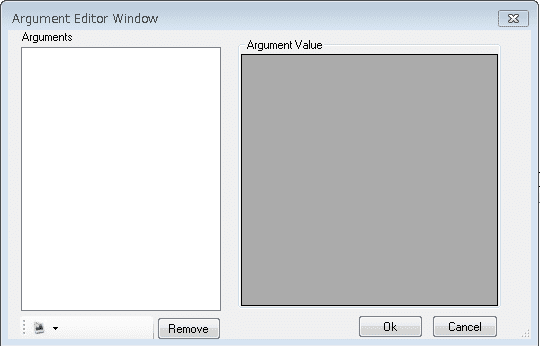 Argument Editor Window
Arguments
Argument Value
Remove
Ok
Cancel